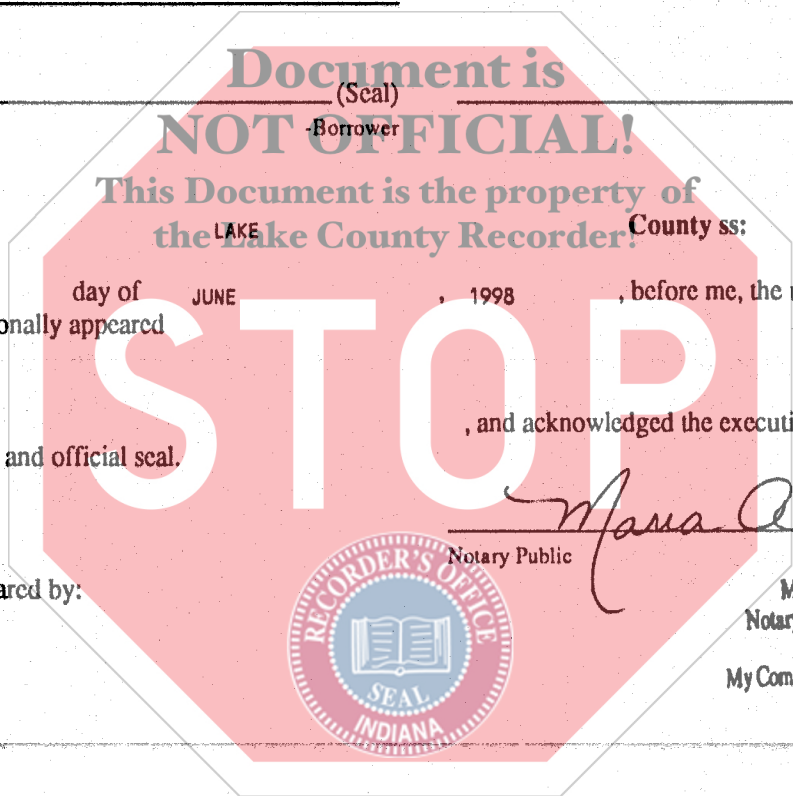 Document is
(Seal)
-Borrower
NOT OFFICIAL!
This Document is the property of
the Lake County Recorder!
LAKE County ss:
day of JUNE , 1998 , before me, the
onally appeared
STOP
, and acknowledged the executi
and official seal.
Maria
Notary Public
ared by:
Notary
My Com
RECORDER'S OFFICE
SEAL
INDIANA